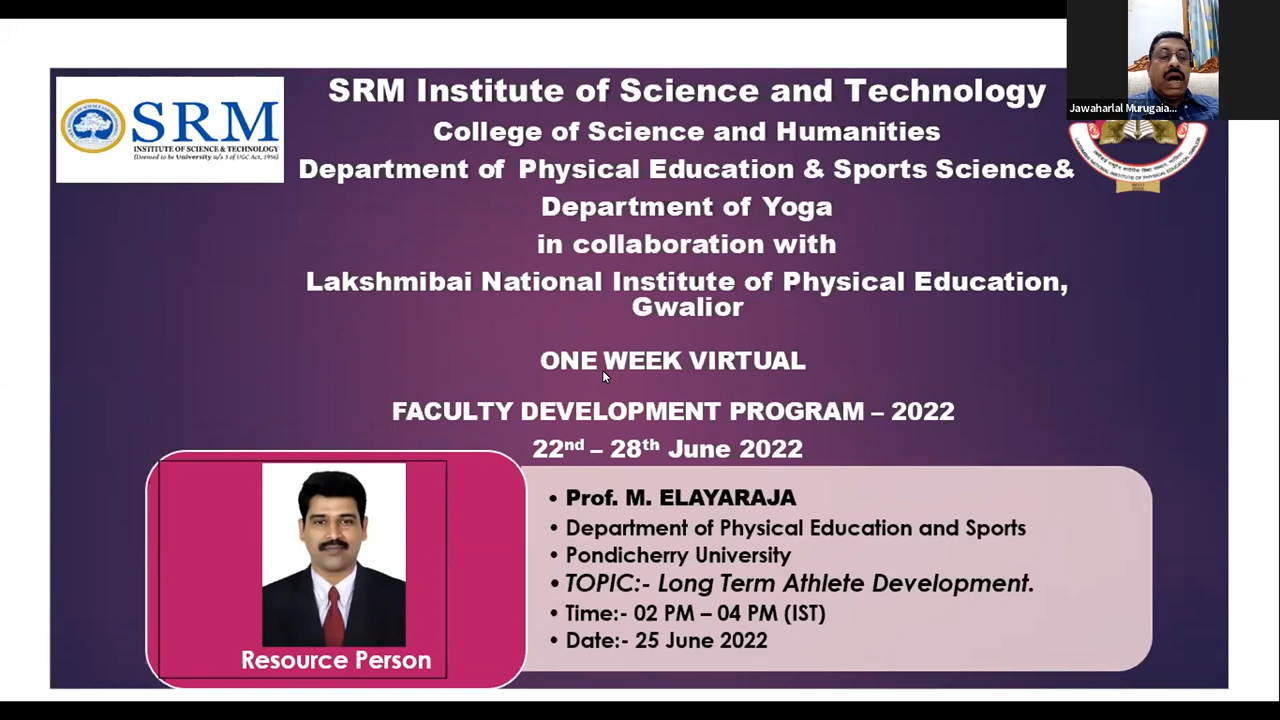 SRM Institute of Science and Technology
College of Science and Humanities
Department of Physical Education & Sports Science&
Department of Yoga
in collaboration with
Lakshmibai National Institute of Physical Education,
Gwalior
ONE WEEK VIRTUAL
FACULTY DEVELOPMENT PROGRAM – 2022
22nd – 28th June 2022
SRM
INSTITUTE OF SCIENCE & TECHNOLOGY
(Deemed to be University u/s 3 of UGC Act, 1956)
Jawaharlal Murugaia...
Resource Person
• Prof. M. ELAYARAJA
• Department of Physical Education and Sports
• Pondicherry University
• TOPIC:- Long Term Athlete Development.
• Time:- 02 PM – 04 PM (IST)
• Date:- 25 June 2022